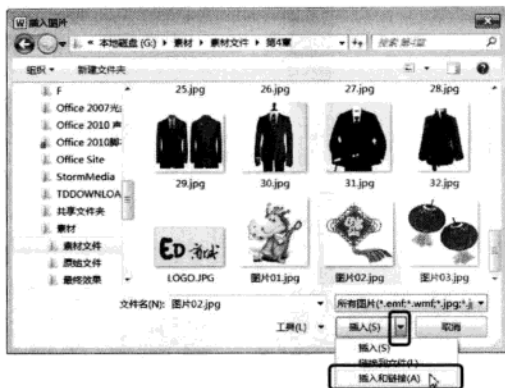 插入图片
« 本地磁盘 (G:) ▸ 素材 ▸ 素材文件 ▸ 第4章
搜索 第4章
组织 ▾ 新建文件夹
F
Office 2007光
Office 2010 声
Office 2010脚
Office Site
StormMedia
TDDOWNLOA
共享文件夹
素材
素材文件
原始文件
最终效果
25.jpg 26.jpg 27.jpg 28.jpg
29.jpg 30.jpg 31.jpg 32.jpg
LOGO.JPG 图片01.jpg 图片02.jpg 图片03.jpg
文件名(N): 图片02.jpg 所有图片(*.emf;*.wmf;*.jpg;*.j
工具(L) 插入(S) 取消
插入(S)
链接到文件(L)
插入和链接(A)